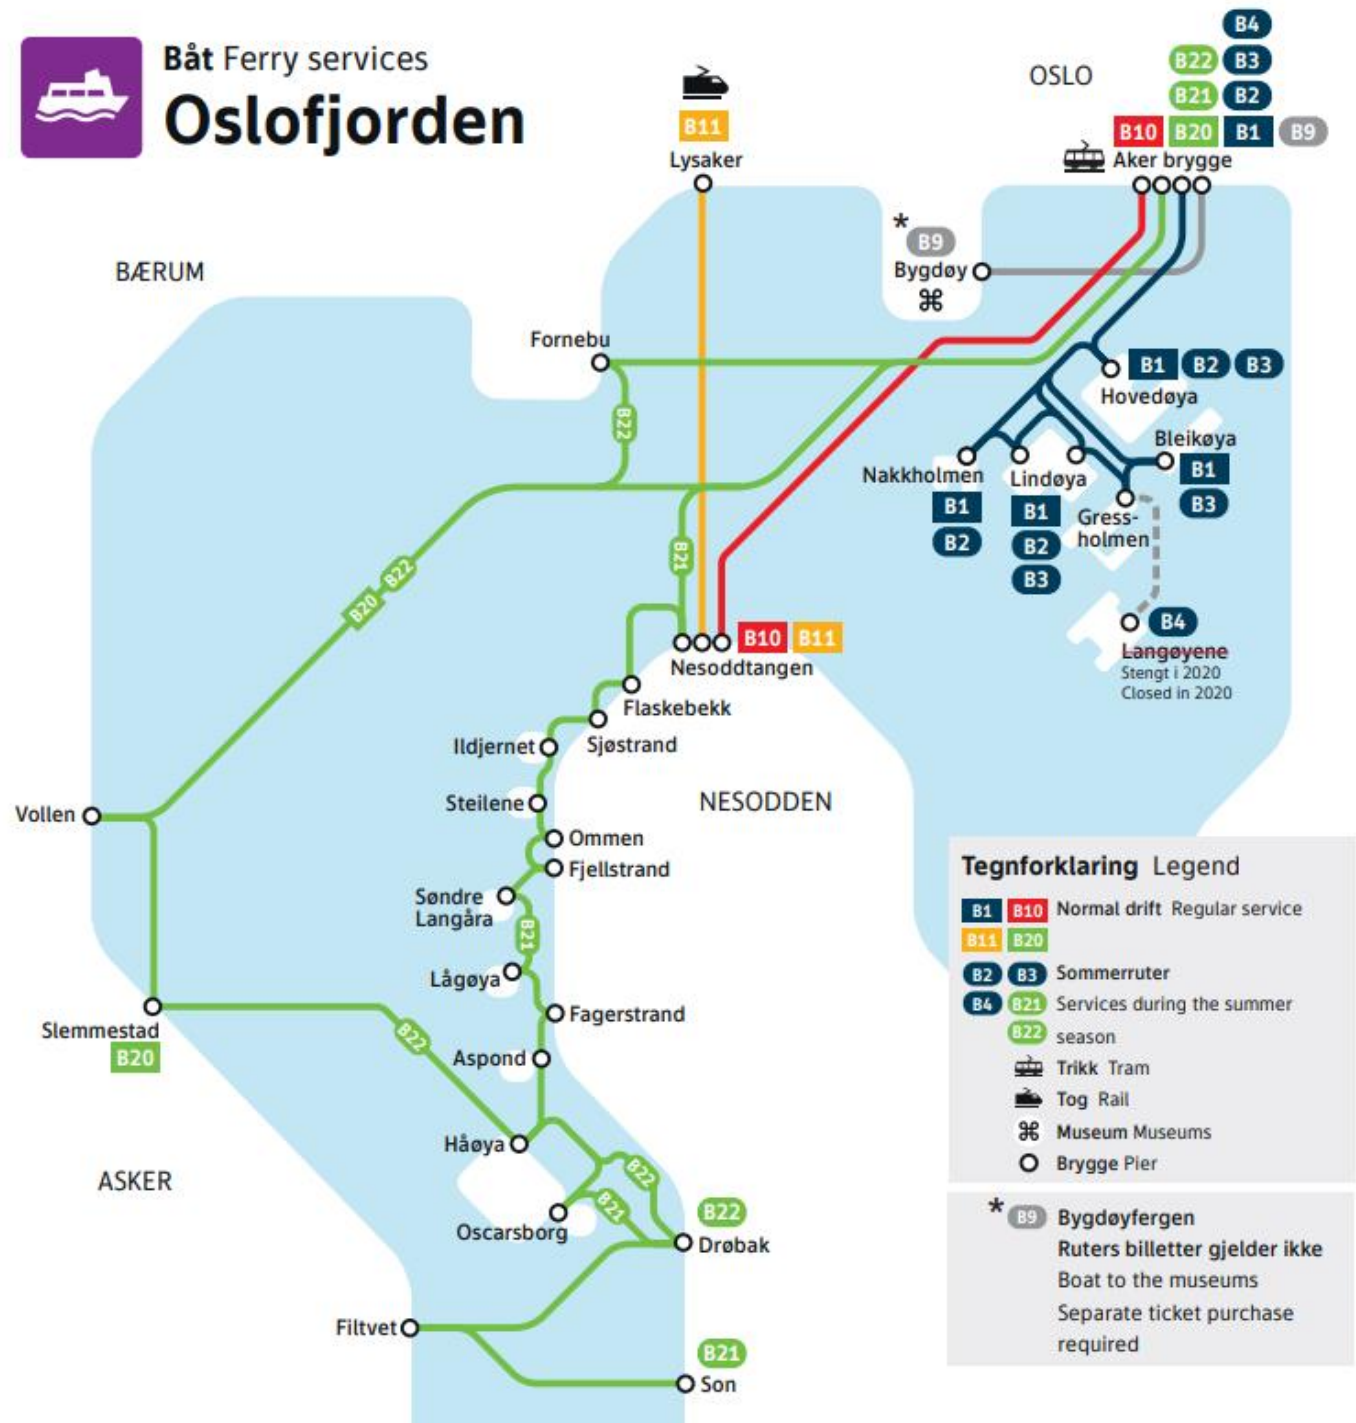 Båt Ferry services
Oslofjorden
B11
Lysaker
OSLO
B4
B22 B3
B21 B2
B10 B20 B1 B9
Aker brygge
*
B9
Bygdøy
BÆRUM
Fornebu
B22
B1 B2 B3
Hovedøya
Bleikøya
B1
B3
Nakkholmen
B1
B2
Lindøya
B1
B2
B3
Gress-
holmen
B4
Langøyene
Stengt i 2020
Closed in 2020
B20 B22
B21
B10 B11
Nesoddtangen
Flaskebekk
Sjøstrand
Ildjernet
Steilene
NESODDEN
Vollen
Ommen
Fjellstrand
Søndre
Langåra
B21
Lågøya
Fagerstrand
Slemmestad
B20
B22
Aspond
Håøya
ASKER
B22
B21
Oscarsborg
B22
Drøbak
Filtvet
B21
Son
Tegnforklaring Legend
B1 B10 Normal drift Regular service
B11 B20
B2 B3 Sommerruter
B4 B21 Services during the summer
B22 season
Trikk Tram
Tog Rail
Museum Museums
Brygge Pier
* B9 Bygdøyfergen
Ruters billetter gjelder ikke
Boat to the museums
Separate ticket purchase
required